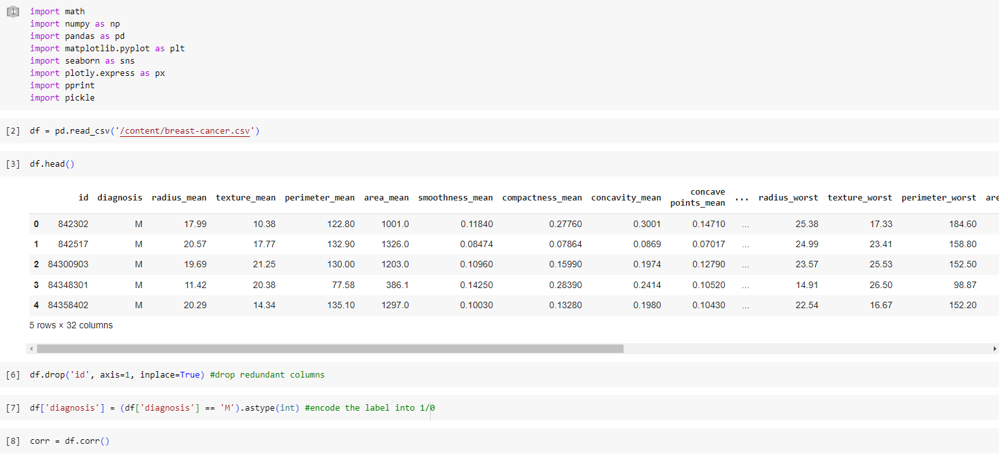 [1] import math
import numpy as np
import pandas as pd
import matplotlib.pyplot as plt
import seaborn as sns
import plotly.express as px
import pprint
import pickle
[2] df = pd.read_csv('/content/breast-cancer.csv')
[3] df.head()
id diagnosis radius_mean texture_mean perimeter_mean area_mean smoothness_mean compactness_mean concavity_mean concave points_mean ... radius_worst texture_worst perimeter_worst are
0 842302 M 17.99 10.38 122.80 1001.0 0.11840 0.27760 0.3001 0.14710 ... 25.38 17.33 184.60
1 842517 M 20.57 17.77 132.90 1326.0 0.08474 0.07864 0.0869 0.07017 ... 24.99 23.41 158.80
2 84300903 M 19.69 21.25 130.00 1203.0 0.10960 0.15990 0.1974 0.12790 ... 23.57 25.53 152.50
3 84348301 M 11.42 20.38 77.58 386.1 0.14250 0.28390 0.2414 0.10520 ... 14.91 26.50 98.87
4 84358402 M 20.29 14.34 135.10 1297.0 0.10030 0.13280 0.1980 0.10430 ... 22.54 16.67 152.20
5 rows × 32 columns
[6] df.drop('id', axis=1, inplace=True) #drop redundant columns
[7] df['diagnosis'] = (df['diagnosis'] == 'M').astype(int) #encode the label into 1/0
[8] corr = df.corr()